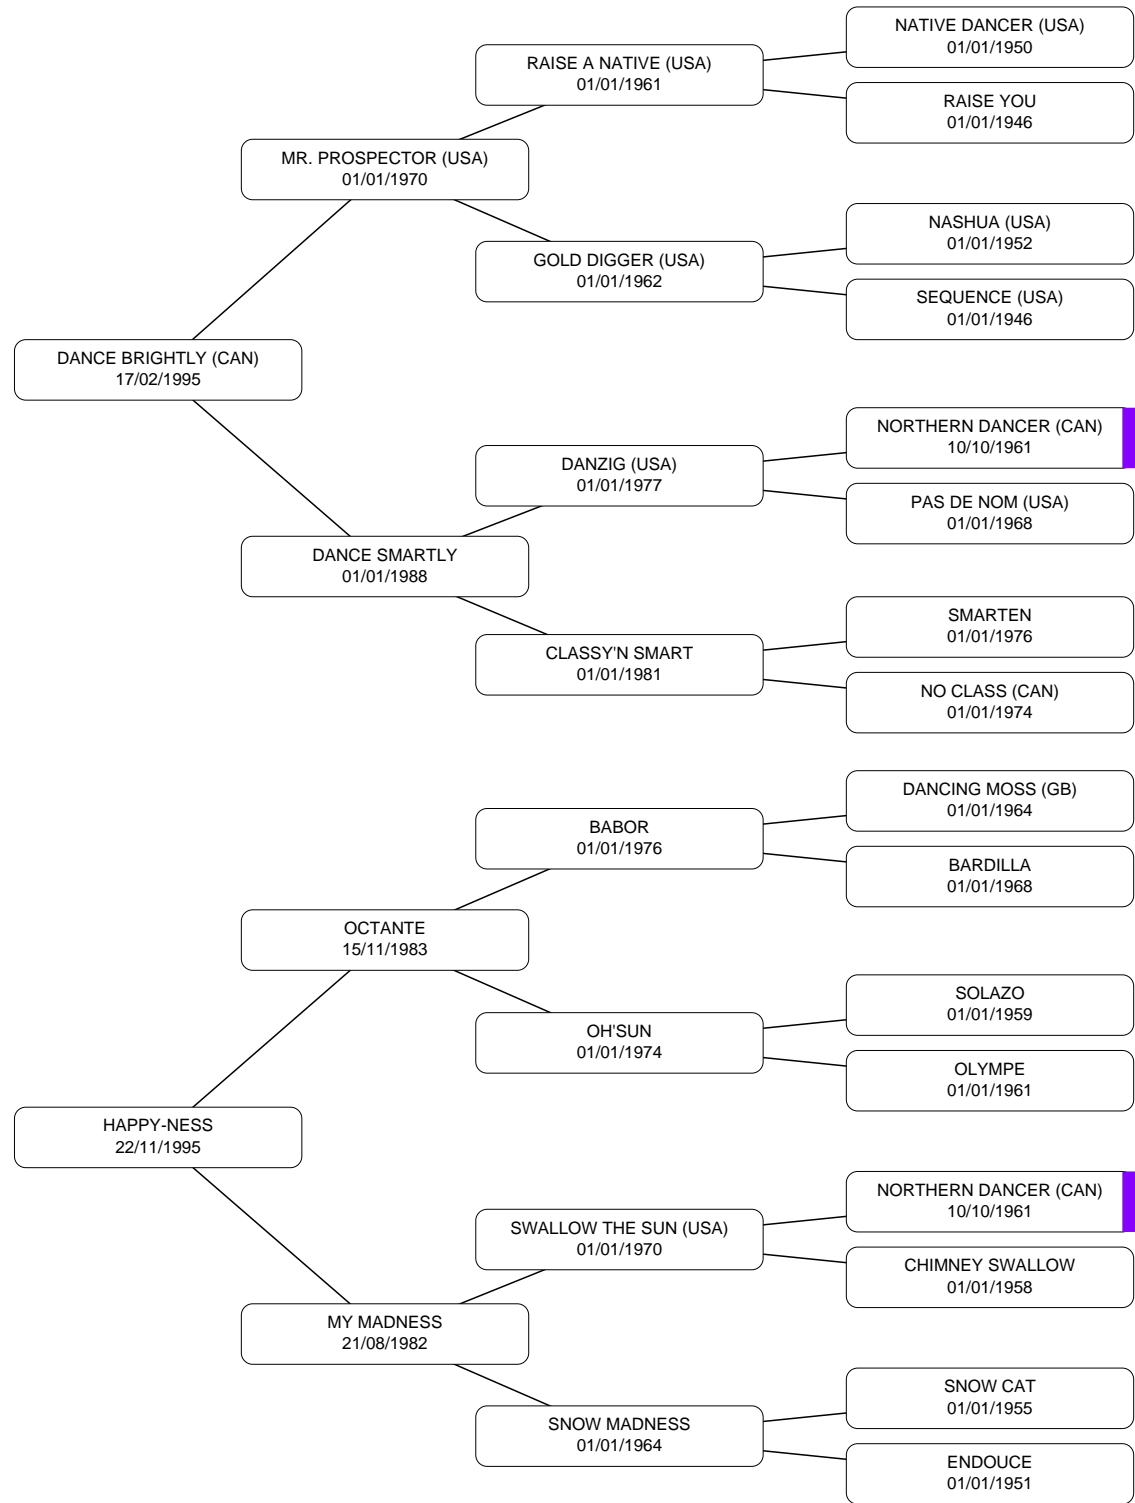 NATIVE DANCER (USA)
01/01/1950
RAISE A NATIVE (USA)
01/01/1961
RAISE YOU
01/01/1946
MR. PROSPECTOR (USA)
01/01/1970
NASHUA (USA)
01/01/1952
GOLD DIGGER (USA)
01/01/1962
SEQUENCE (USA)
01/01/1946
DANCE BRIGHTLY (CAN)
17/02/1995
NORTHERN DANCER (CAN)
10/10/1961
DANZIG (USA)
01/01/1977
PAS DE NOM (USA)
01/01/1968
DANCE SMARTLY
01/01/1988
SMARTEN
01/01/1976
CLASSY'N SMART
01/01/1981
NO CLASS (CAN)
01/01/1974
DANCING MOSS (GB)
01/01/1964
BABOR
01/01/1976
BARDILLA
01/01/1968
OCTANTE
15/11/1983
SOLAZO
01/01/1959
OH'SUN
01/01/1974
OLYMPE
01/01/1961
HAPPY-NESS
22/11/1995
NORTHERN DANCER (CAN)
10/10/1961
SWALLOW THE SUN (USA)
01/01/1970
CHIMNEY SWALLOW
01/01/1958
MY MADNESS
21/08/1982
SNOW CAT
01/01/1955
SNOW MADNESS
01/01/1964
ENDOUCE
01/01/1951